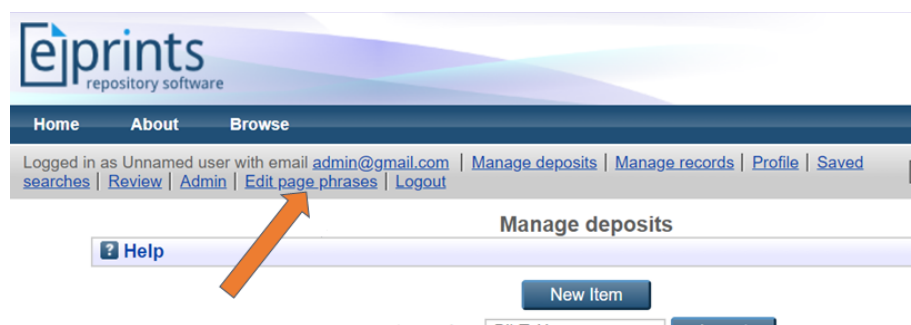 eprints
repository software
Home About Browse
Logged in as Unnamed user with email admin@gmail.com | Manage deposits | Manage records | Profile | Saved
searches | Review | Admin | Edit page phrases | Logout
Manage deposits
? Help
New Item